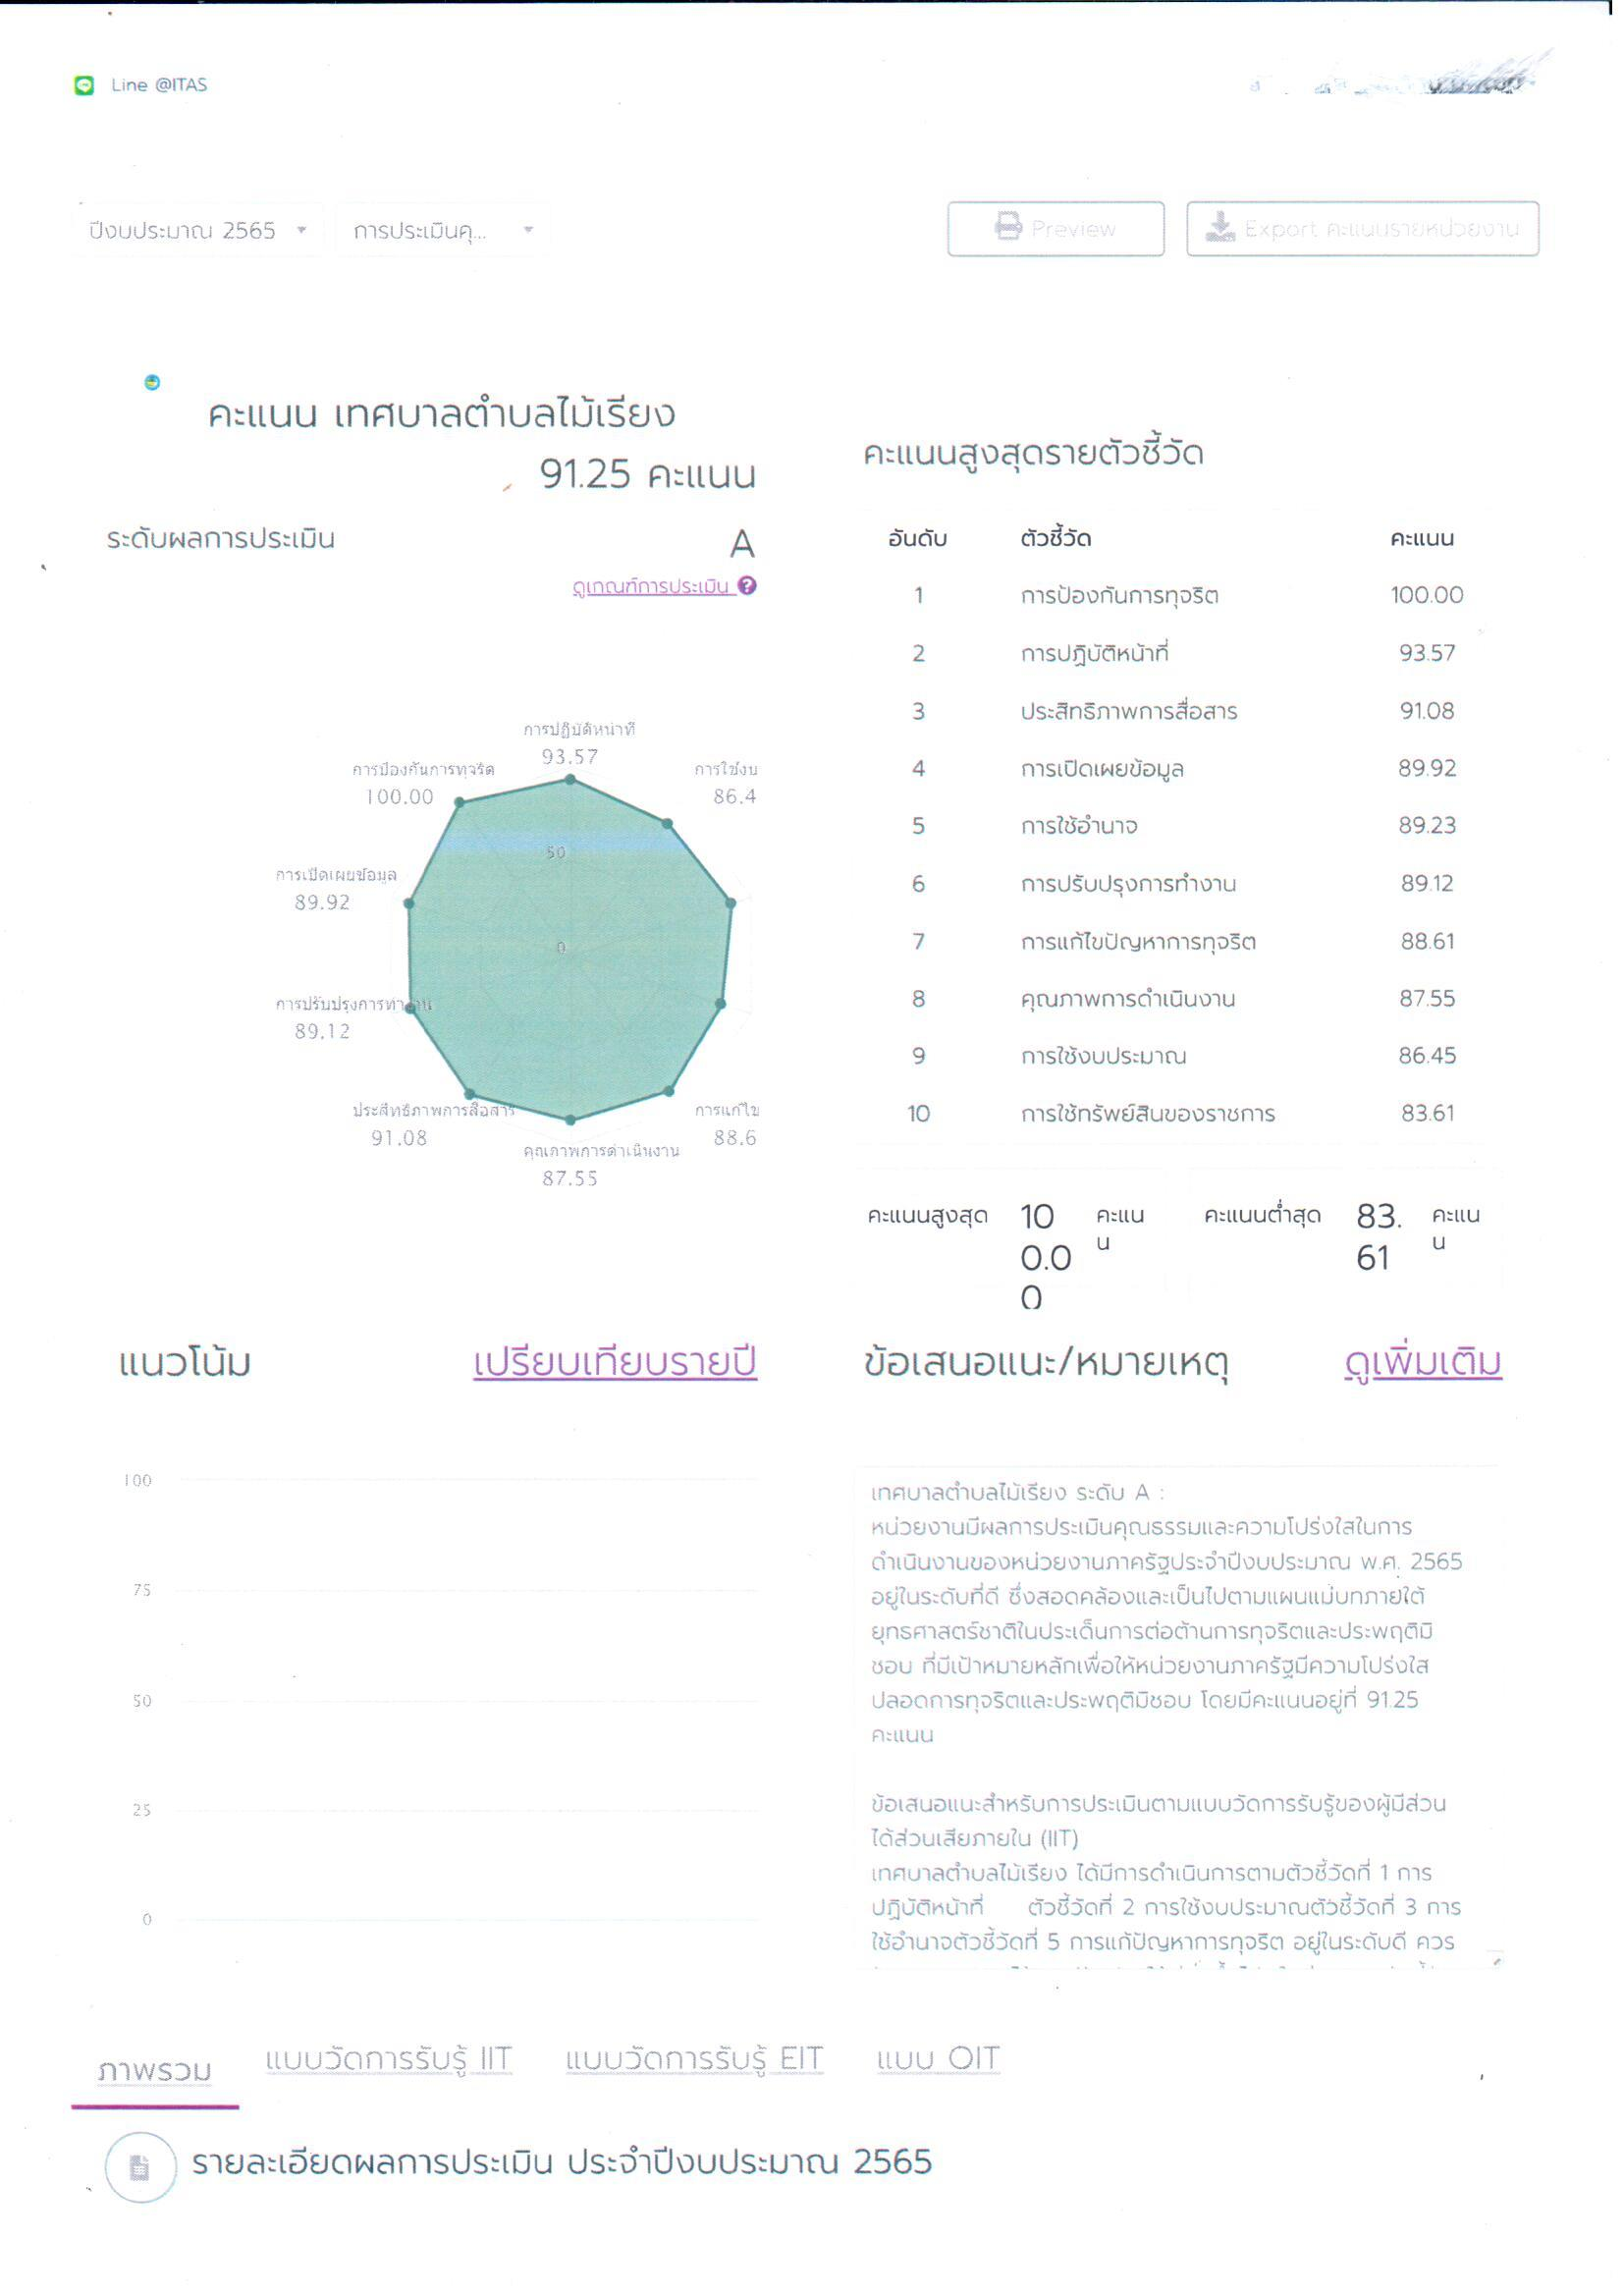 Line @ITAS
ปีงบประมาณ 2565
การประเมินคุ...
Preview
Export คะแนนรายหน่วยงาน
คะแนน เทศบาลตำบลไม้เรียง
91.25 คะแนน
ระดับผลการประเมิน
A
ดูเกณฑ์การประเมิน
การปฏิบัติหน้าที่
93.57
การป้องกันการทุจริต
100.00
การใช้งบ
86.4
50
การเปิดเผยข้อมูล
89.92
0
การปรับปรุงการทำงาน
89.12
ประสิทธิภาพการสื่อสาร
91.08
การแก้ไข
88.6
คุณภาพการดำเนินงาน
87.55
คะแนนสูงสุดรายตัวชี้วัด
อันดับ ตัวชี้วัด คะแนน
1 การป้องกันการทุจริต 100.00
2 การปฏิบัติหน้าที่ 93.57
3 ประสิทธิภาพการสื่อสาร 91.08
4 การเปิดเผยข้อมูล 89.92
5 การใช้อำนาจ 89.23
6 การปรับปรุงการทำงาน 89.12
7 การแก้ไขปัญหาการทุจริต 88.61
8 คุณภาพการดำเนินงาน 87.55
9 การใช้งบประมาณ 86.45
10 การใช้ทรัพย์สินของราชการ 83.61
คะแนนสูงสุด 10 คะแน คะแนนต่ำสุด 83. คะแน
0.0 น 61 น
0
แนวโน้ม
เปรียบเทียบรายปี
100
75
50
25
0
ข้อเสนอแนะ/หมายเหตุ
ดูเพิ่มเติม
เทศบาลตำบลไม้เรียง ระดับ A :
หน่วยงานมีผลการประเมินคุณธรรมและความโปร่งใสในการ
ดำเนินงานของหน่วยงานภาครัฐประจำปีงบประมาณ พ.ศ. 2565
อยู่ในระดับที่ดี ซึ่งสอดคล้องและเป็นไปตามแผนแม่บทภายใต้
ยุทธศาสตร์ชาติในประเด็นการต่อต้านการทุจริตและประพฤติมิ
ชอบ ที่มีเป้าหมายหลักเพื่อให้หน่วยงานภาครัฐมีความโปร่งใส
ปลอดการทุจริตและประพฤติมิชอบ โดยมีคะแนนอยู่ที่ 91.25
คะแนน
ข้อเสนอแนะสำหรับการประเมินตามแบบวัดการรับรู้ของผู้มีส่วน
ได้ส่วนเสียภายใน (IIT)
เทศบาลตำบลไม้เรียง ได้มีการดำเนินการตามตัวชี้วัดที่ 1 การ
ปฏิบัติหน้าที่ ตัวชี้วัดที่ 2 การใช้งบประมาณตัวชี้วัดที่ 3 การ
ใช้อำนาจตัวชี้วัดที่ 5 การแก้ปัญหาการทุจริต อยู่ในระดับดี ควร
ภาพรวม
แบบวัดการรับรู้ IIT
แบบวัดการรับรู้ EIT
แบบ OIT
รายละเอียดผลการประเมิน ประจำปีงบประมาณ 2565